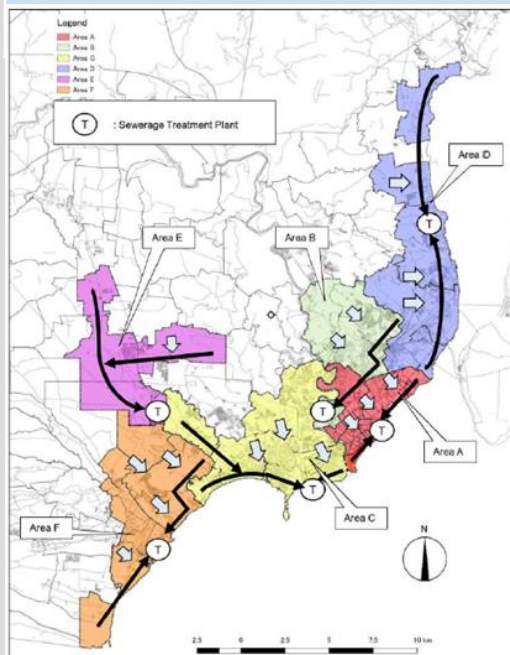 Legend
Area A
Area B
Area C
Area D
Area E
Area F
T : Sewerage Treatment Plant
Area D
T
Area E
Area B
T
T
T
T
Area A
Area C
Area F
T
N
2.5 0 2.5 5 7.5 10 km